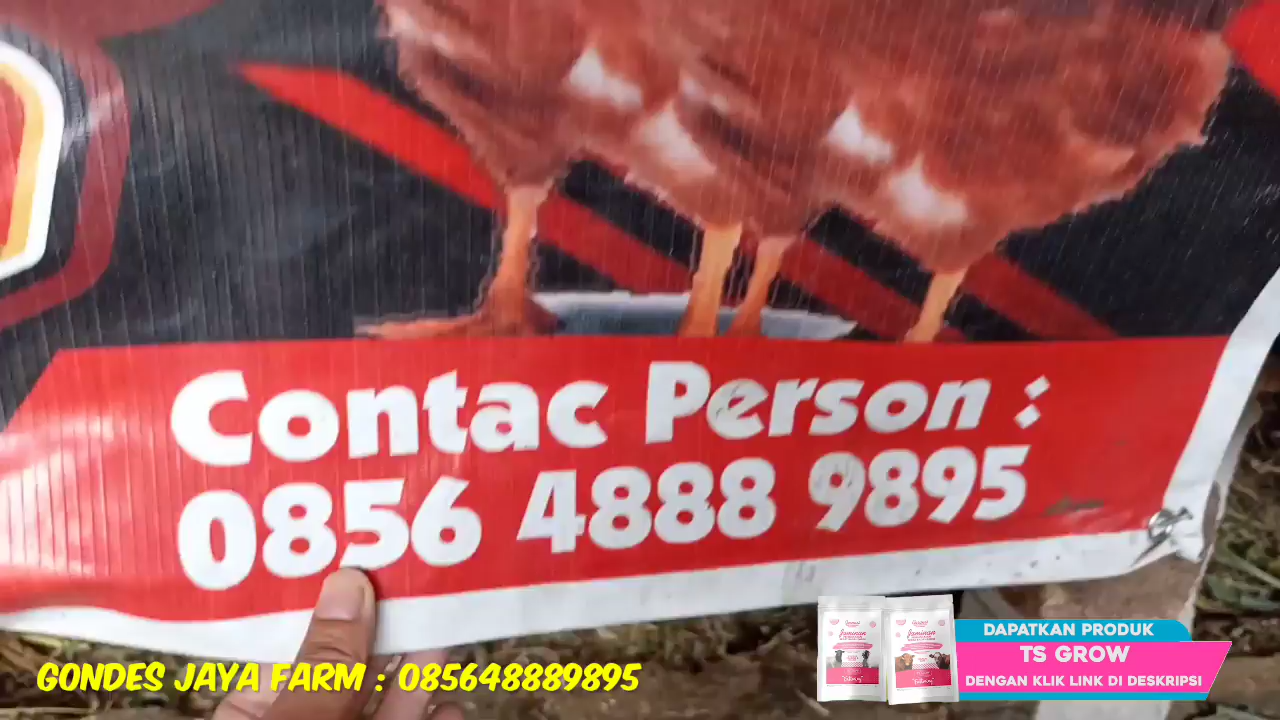 Contac Person :
0856 4888 9895
GONDES JAYA FARM : 085648889895
DAPATKAN PRODUK
TS GROW
DENGAN KLIK LINK DI DESKRIPSI